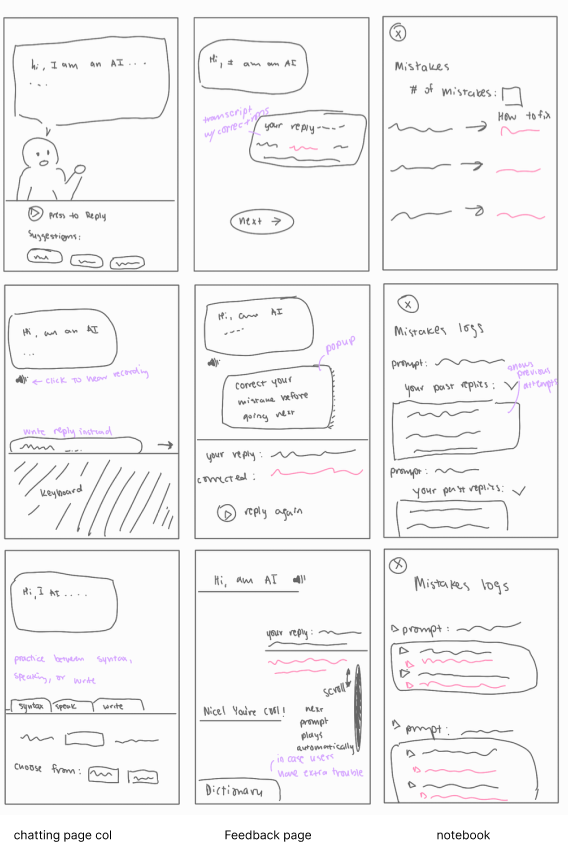 hi, I am an AI...
...
Press to Reply
Suggestions:
Hi, I am an AI
transcript
w/ corrections
your reply----
next →
X
Mistakes
# of mistakes:
How to fix
Hi, am an AI
...
← click to hear recording
write reply instead
keyboard
Hi, am AI
----
popup
correct your
mistake before
going next
your reply:
corrected:
reply again
X
Mistakes logs
prompt:
your past replies:
shows
previous
attempts
prompt:
your past replies:
Hi, I AI ....
practice between syntax,
speaking, or write
syntax speak write
choose from:
Hi, am AI
your reply:
scroll
Nice! You're cool!
next
prompt
plays
automatically
in case users
have extra trouble
Dictionary
X
Mistakes logs
prompt:
prompt:
chatting page col
Feedback page
notebook